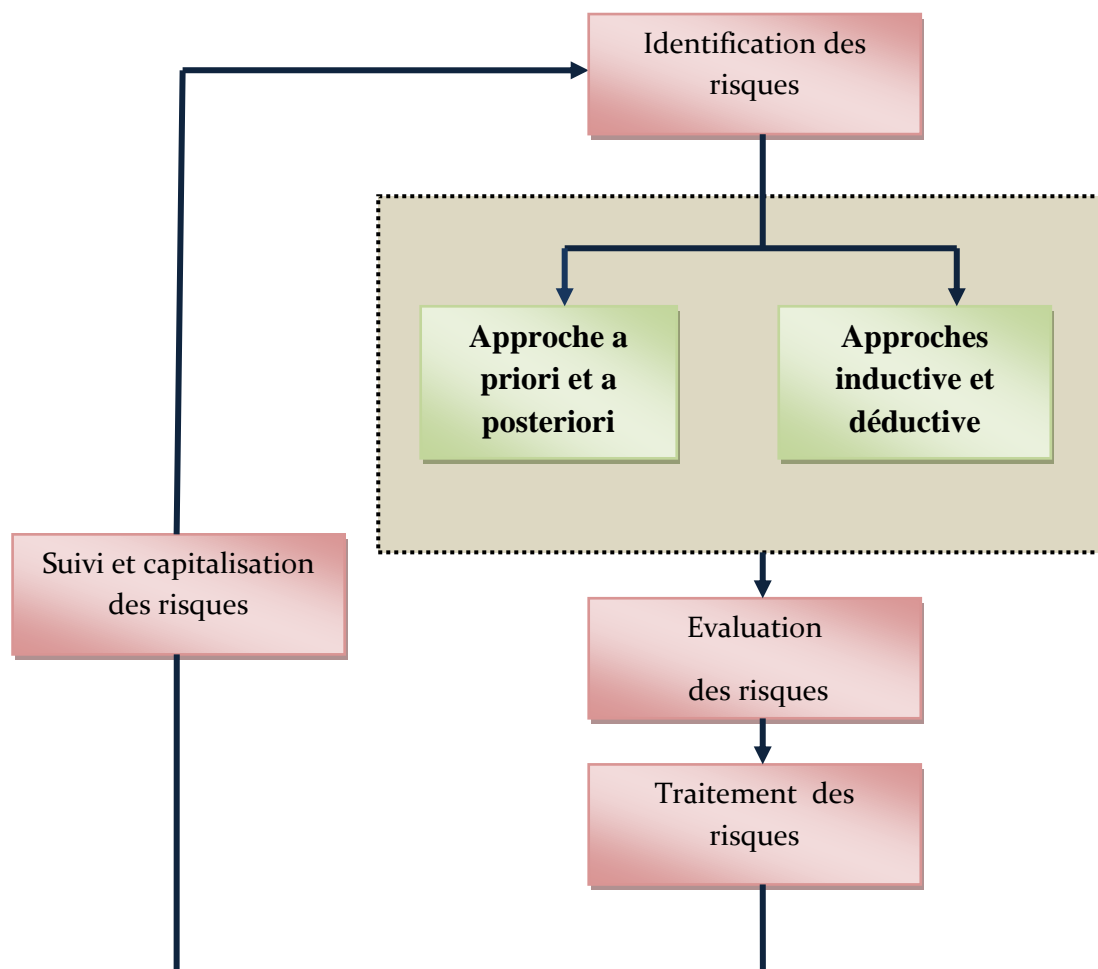 Identification des
risques
Approche a
priori et a
posteriori
Approches
inductive et
déductive
Suivi et capitalisation
des risques
Evaluation
des risques
Traitement des
risques